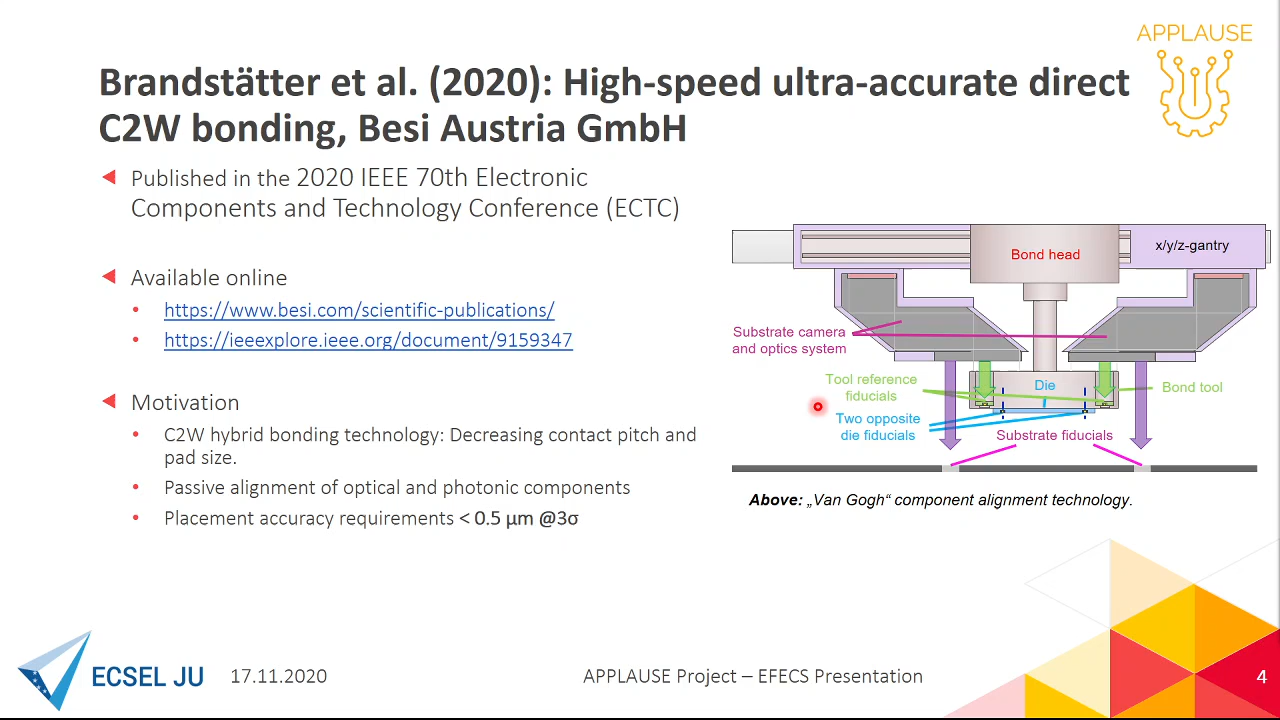 APPLAUSE
Brandstätter et al. (2020): High-speed ultra-accurate direct
C2W bonding, Besi Austria GmbH
Published in the 2020 IEEE 70th Electronic
Components and Technology Conference (ECTC)
Available online
https://www.besi.com/scientific-publications/
https://ieeexplore.ieee.org/document/9159347
Motivation
C2W hybrid bonding technology: Decreasing contact pitch and
pad size.
Passive alignment of optical and photonic components
Placement accuracy requirements < 0.5 µm @3σ
Bond head
x/y/z-gantry
Substrate camera
and optics system
Tool reference
fiducials
Die
Bond tool
Two opposite
die fiducials
Substrate fiducials
Above: „Van Gogh“ component alignment technology.
ECSEL JU
17.11.2020
APPLAUSE Project – EFECS Presentation
4